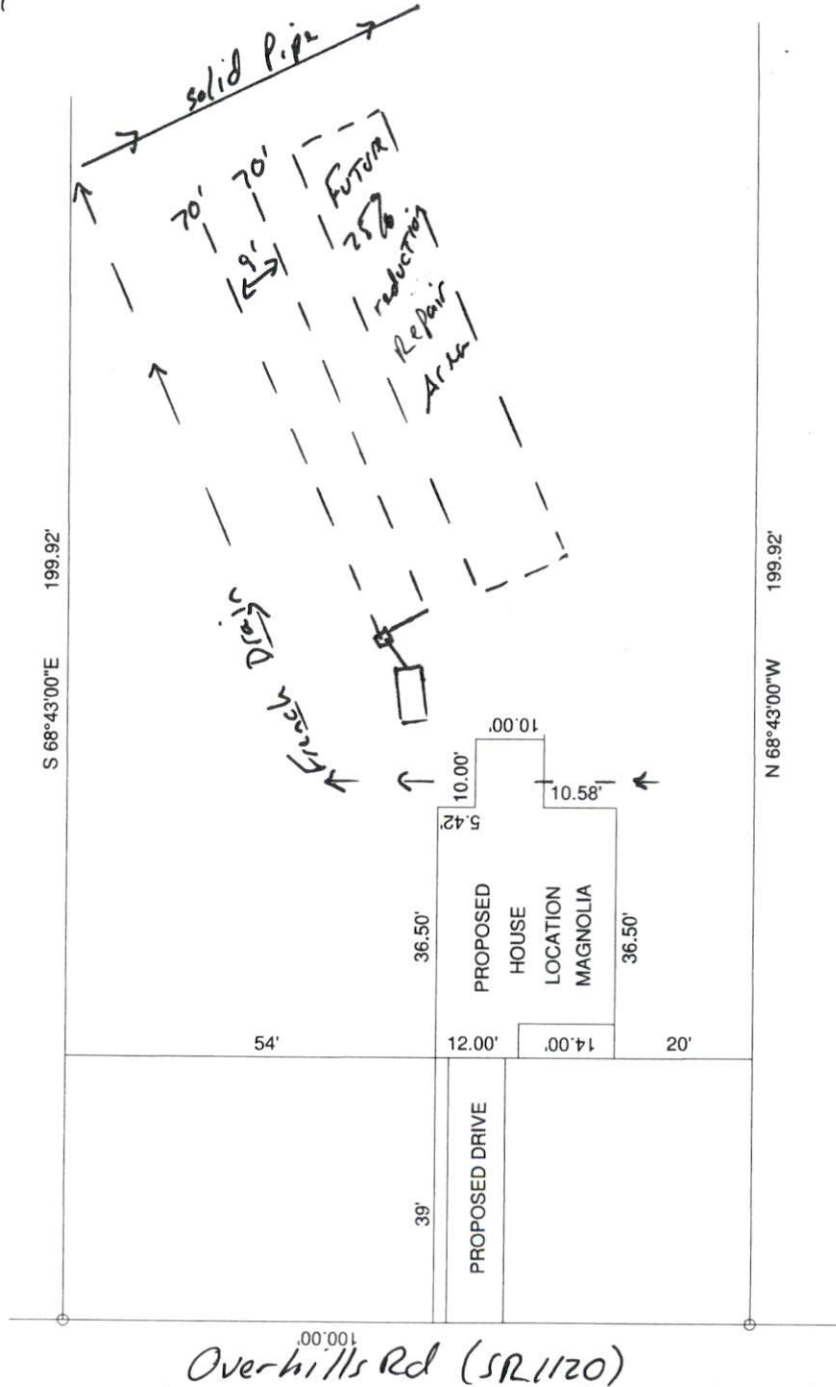 solid Pipe
70'
70'
9'
FUTUR
25%
reduction
Repair
Area
S 68°43'00"E 199.92'
N 68°43'00"W 199.92'
French Drain
10.00'
10.00'
10.58'
5.42'
36.50'
PROPOSED
HOUSE
LOCATION
MAGNOLIA
36.50'
54'
12.00'
14.00'
20'
39'
PROPOSED DRIVE
100.00'
Overhills Rd (SR1120)